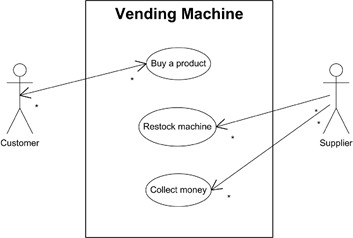 Vending Machine
Buy a product
*
*
Restock machine
*
*
Customer
*
Supplier
Collect money
*